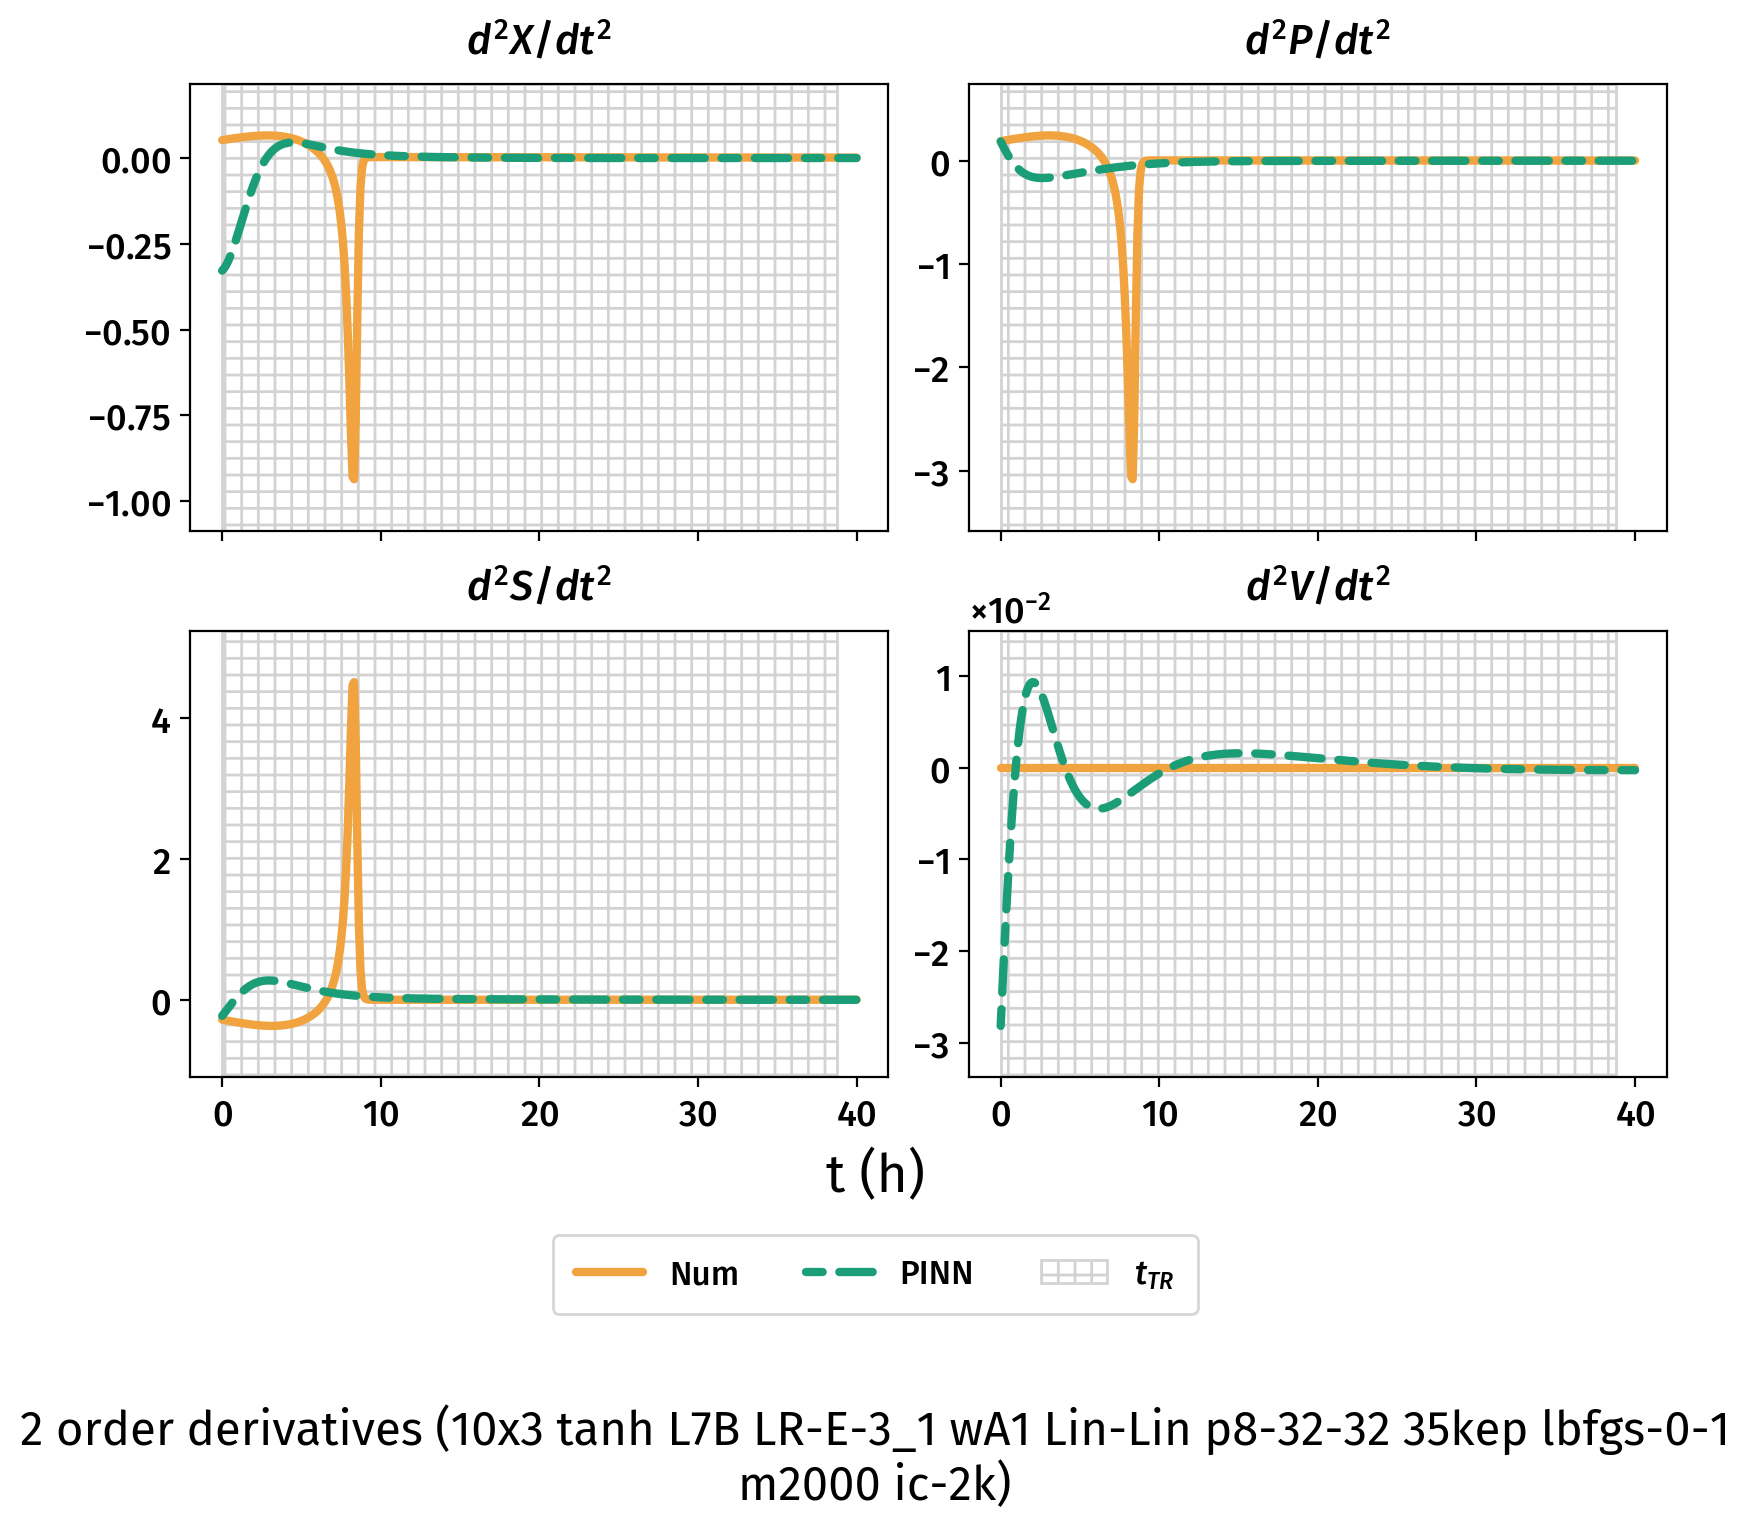 d²X/dt²
d²P/dt²
0.00
−0.25
−0.50
−0.75
−1.00
0
−1
−2
−3
d²S/dt²
d²V/dt²
×10⁻²
4
2
0
1
0
−1
−2
−3
0 10 20 30 40
0 10 20 30 40
t (h)
Num PINN t_TR
2 order derivatives (10x3 tanh L7B LR-E-3_1 wA1 Lin-Lin p8-32-32 35kep lbfgs-0-1
m2000 ic-2k)